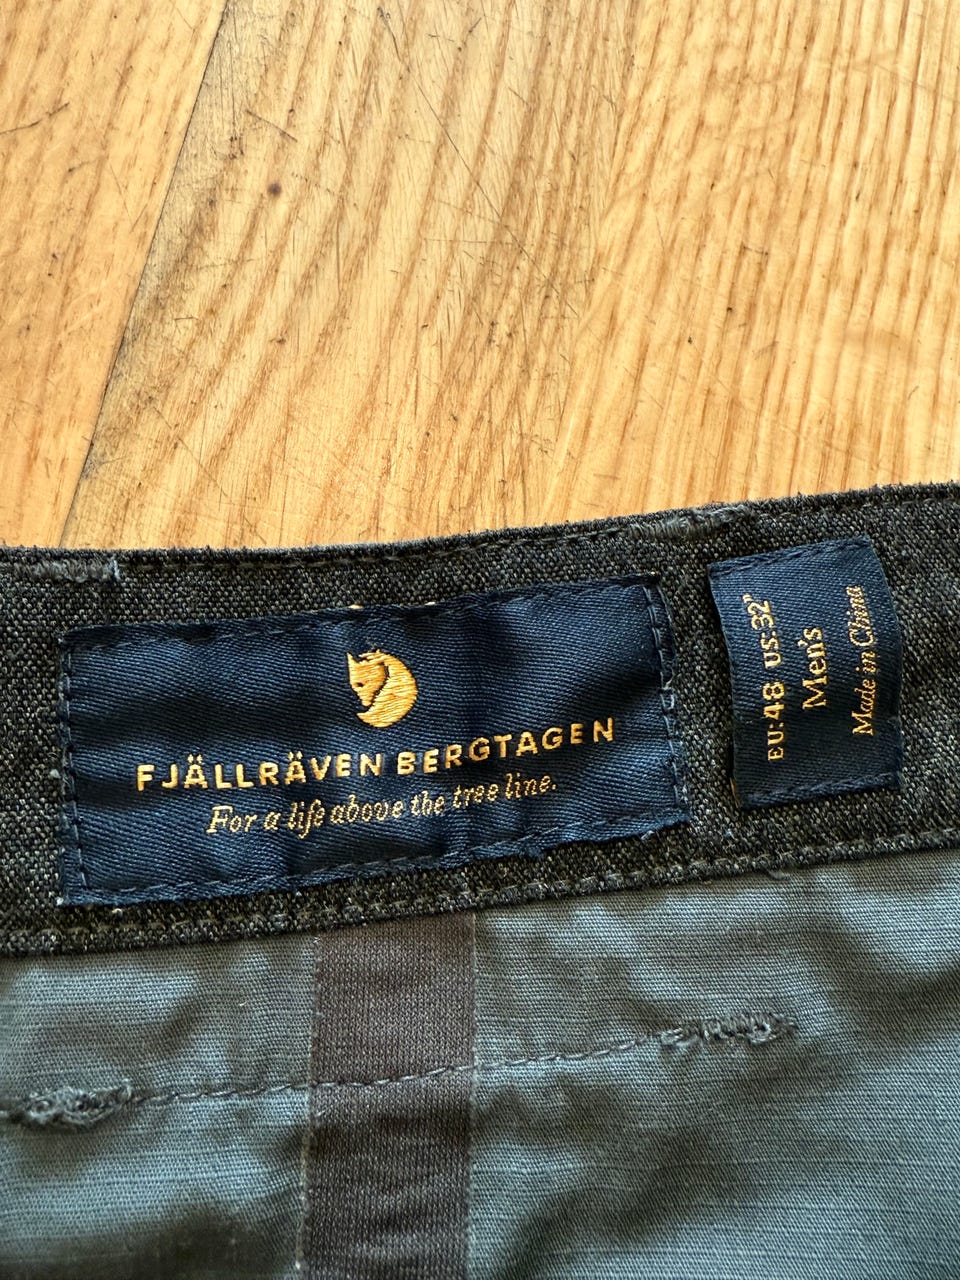 FJÄLLRÄVEN BERGTAGEN
For a life above the tree line.
EU:48 US:32"
Men's
Made in China